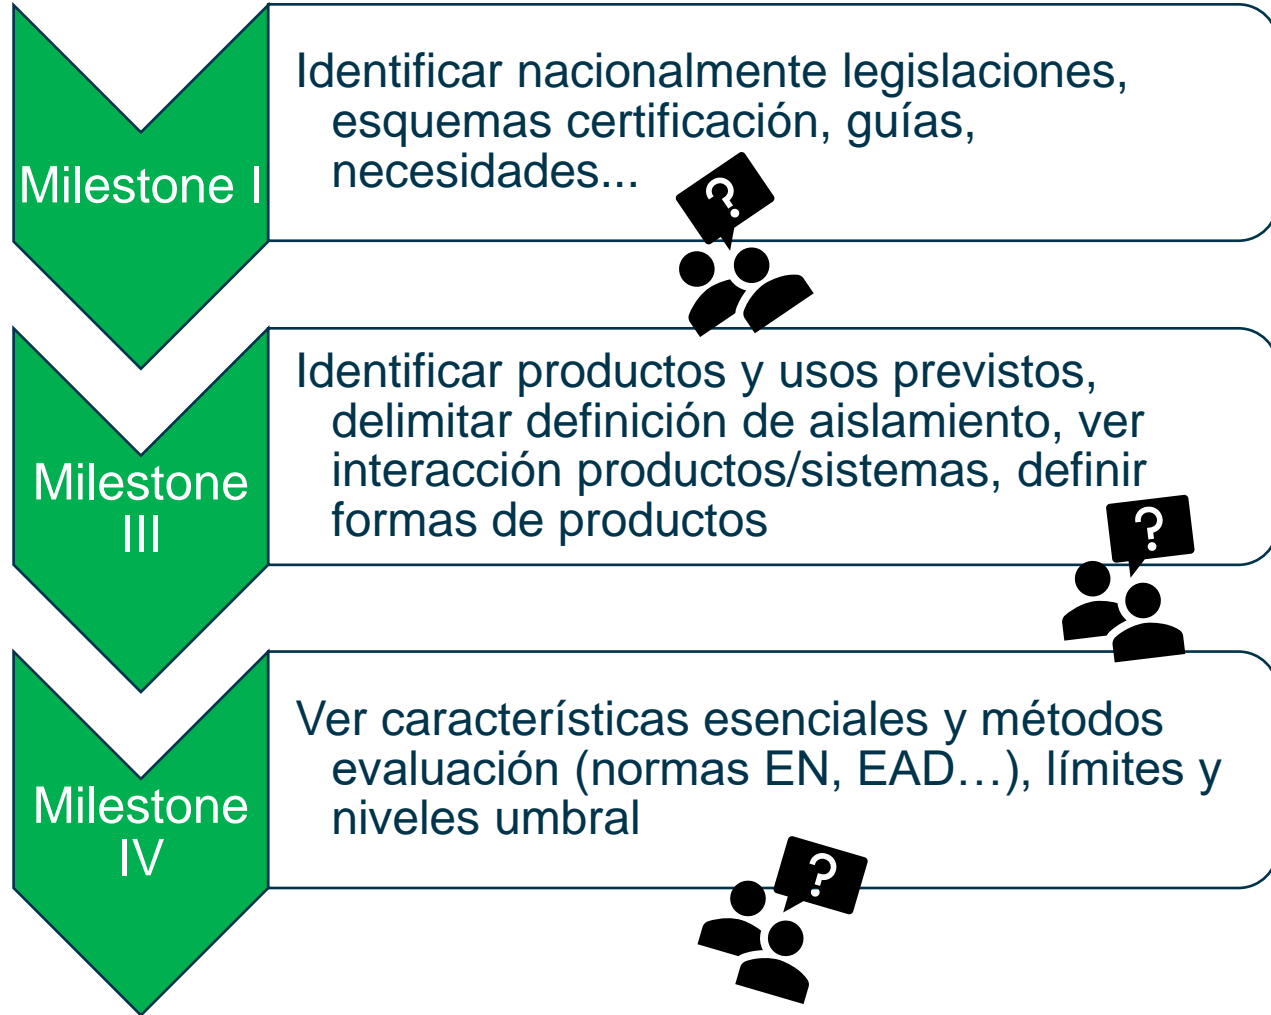 Milestone I
Identificar nacionalmente legislaciones,
esquemas certificación, guías,
necesidades...
?
Milestone
III
Identificar productos y usos previstos,
delimitar definición de aislamiento, ver
interacción productos/sistemas, definir
formas de productos
?
Milestone
IV
Ver características esenciales y métodos
evaluación (normas EN, EAD…), límites y
niveles umbral
?